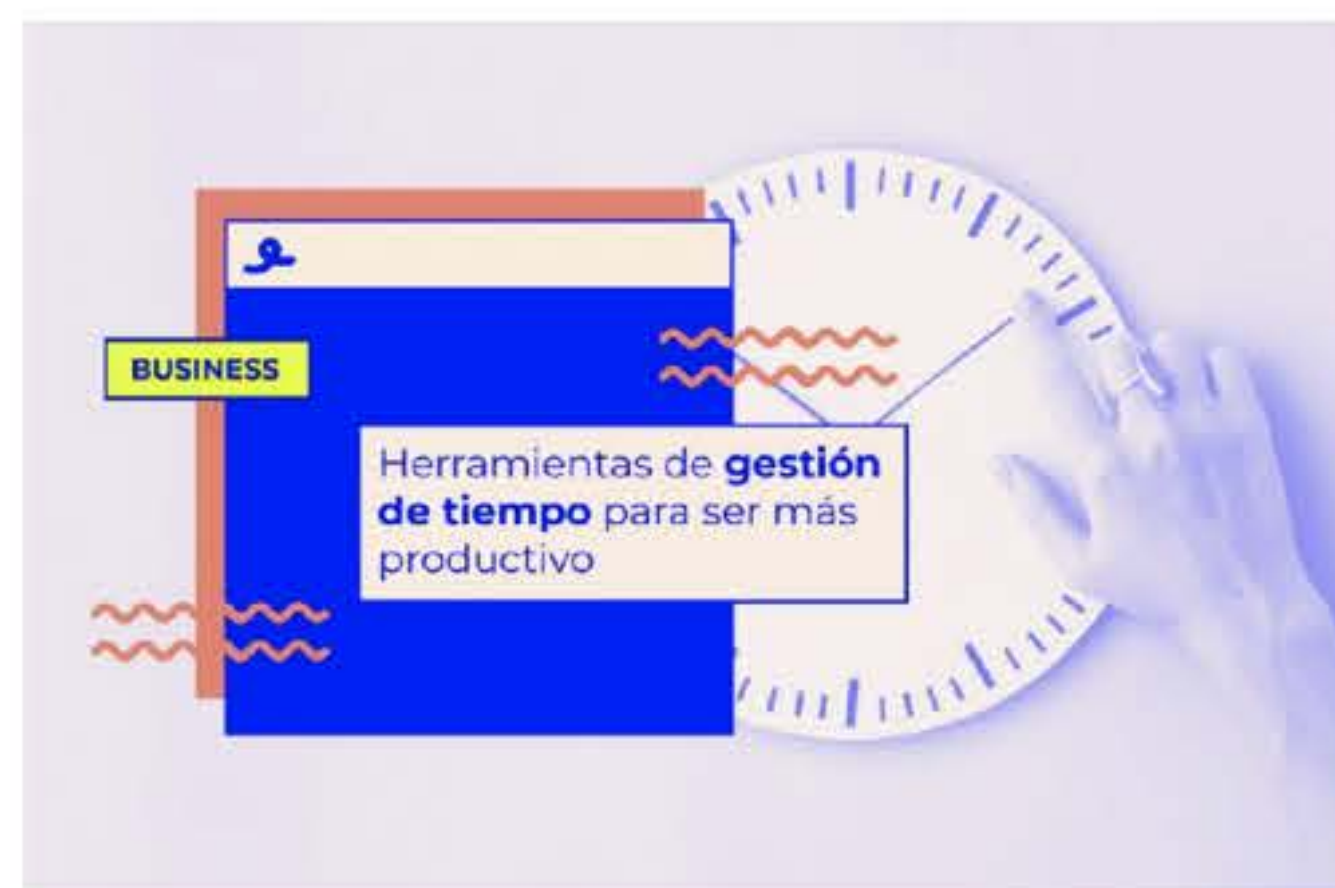 BUSINESS
Herramientas de gestión
de tiempo para ser más
productivo